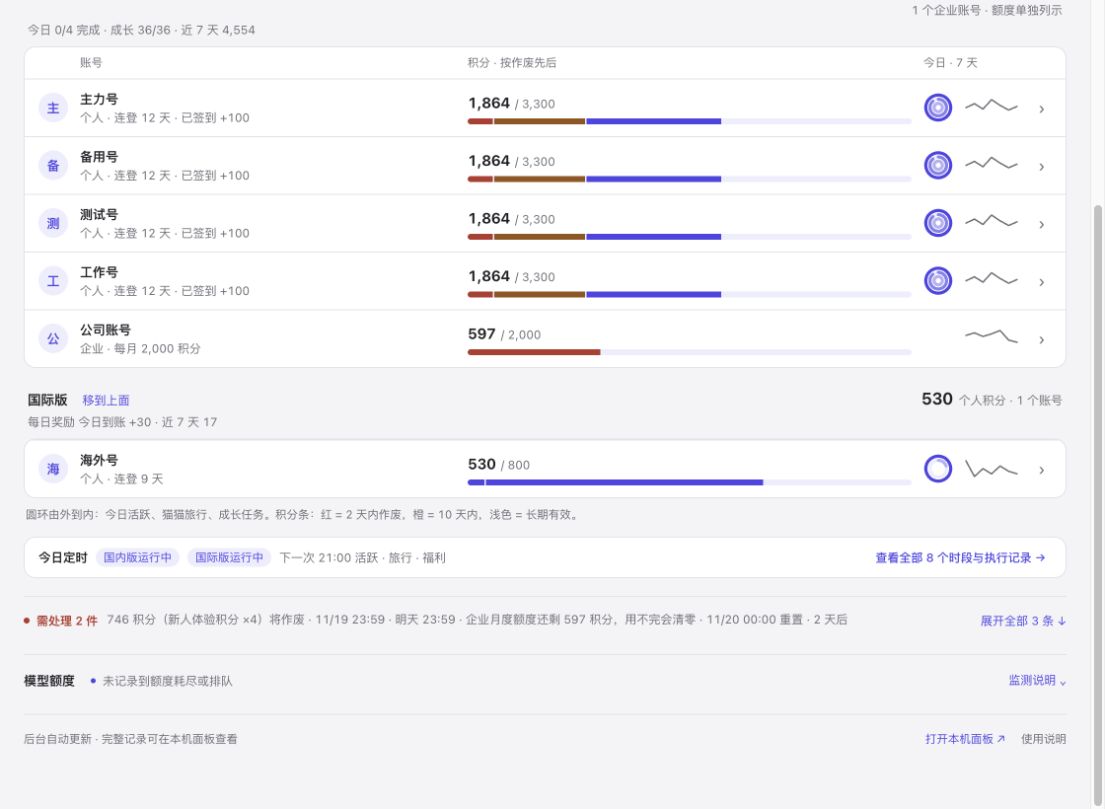 1 个企业账号 · 额度单独列示
今日 0/4 完成 · 成长 36/36 · 近 7 天 4,554
账号 积分 · 按作废先后 今日 · 7 天
主 主力号 1,864 / 3,300
个人 · 连登 12 天 · 已签到 +100
备 备用号 1,864 / 3,300
个人 · 连登 12 天 · 已签到 +100
测 测试号 1,864 / 3,300
个人 · 连登 12 天 · 已签到 +100
工 工作号 1,864 / 3,300
个人 · 连登 12 天 · 已签到 +100
公 公司账号 597 / 2,000
企业 · 每月 2,000 积分
国际版 移到上面 530 个人积分 · 1 个账号
每日奖励 今日到账 +30 · 近 7 天 17
海 海外号 530 / 800
个人 · 连登 9 天
圆环由外到内：今日活跃、猫猫旅行、成长任务。积分条：红 = 2 天内作废，橙 = 10 天内，浅色 = 长期有效。
今日定时 国内版运行中 国际版运行中 下一次 21:00 活跃 · 旅行 · 福利 查看全部 8 个时段与执行记录 →
需处理 2 件 746 积分（新人体验积分 ×4）将作废 · 11/19 23:59 · 明天 23:59 · 企业月度额度还剩 597 积分，用不完会清零 · 11/20 00:00 重置 · 2 天后 展开全部 3 条 ↓
模型额度 未记录到额度耗尽或排队 监测说明
后台自动更新 · 完整记录可在本机面板查看 打开本机面板 ↗ 使用说明